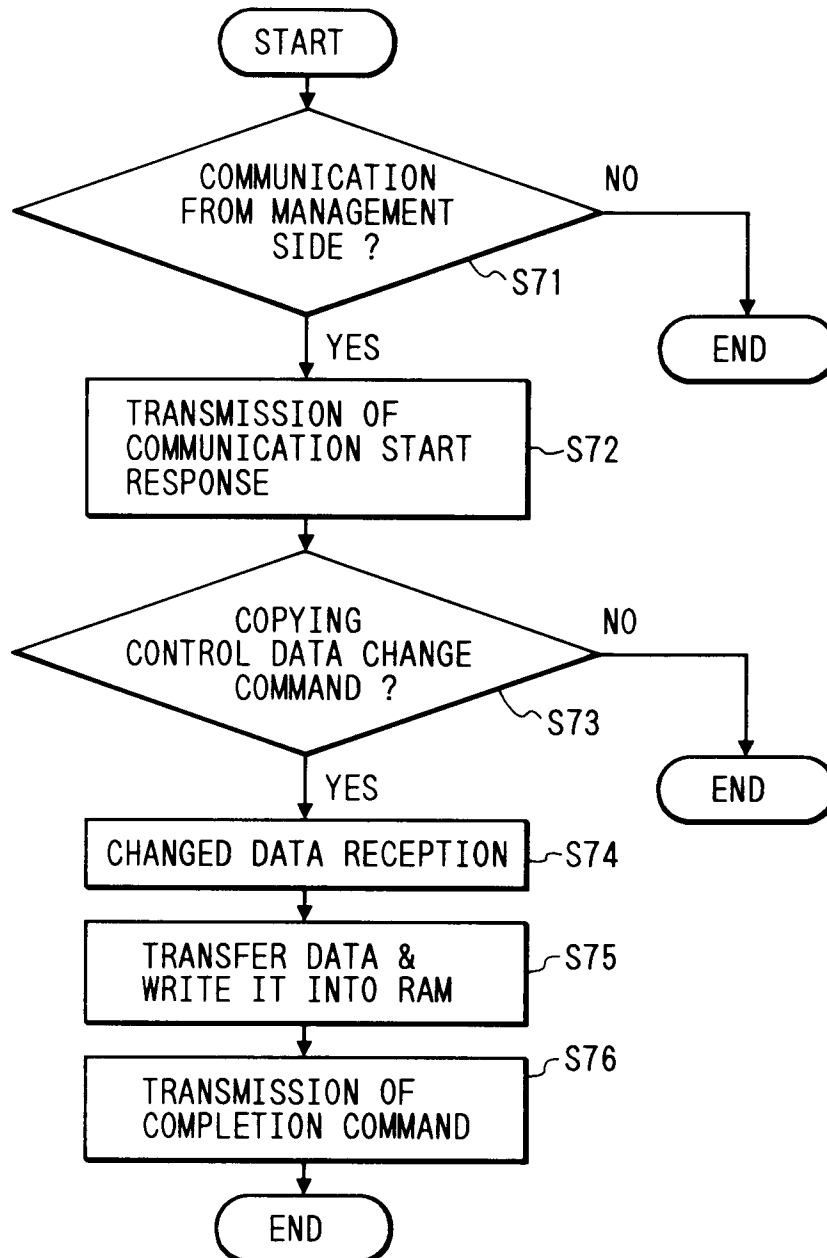 START
COMMUNICATION
FROM MANAGEMENT
SIDE ?
NO
S71
END
YES
TRANSMISSION OF
COMMUNICATION START
RESPONSE
S72
COPYING
CONTROL DATA CHANGE
COMMAND ?
NO
S73
END
YES
CHANGED DATA RECEPTION
S74
TRANSFER DATA &
WRITE IT INTO RAM
S75
TRANSMISSION OF
COMPLETION COMMAND
S76
END